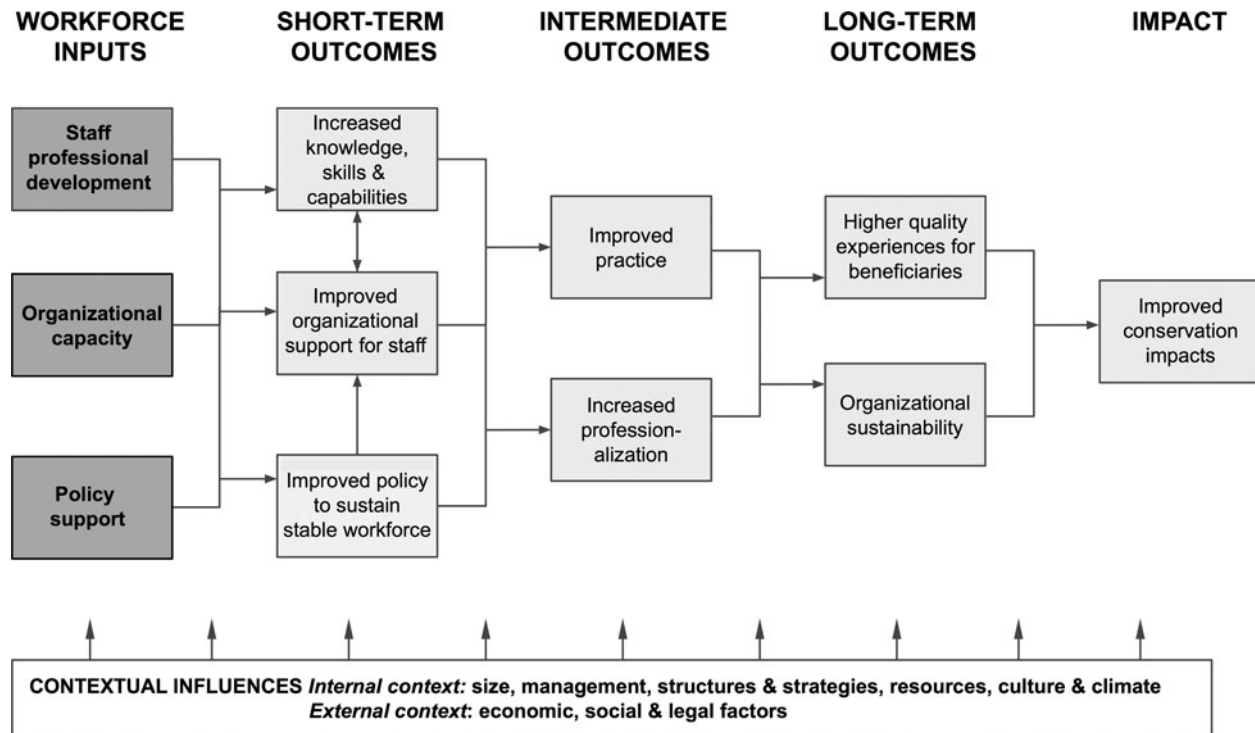 WORKFORCE
INPUTS
SHORT-TERM
OUTCOMES
INTERMEDIATE
OUTCOMES
LONG-TERM
OUTCOMES
IMPACT
Staff
professional
development
Organizational
capacity
Policy
support
Increased
knowledge,
skills &
capabilities
Improved
organizational
support for staff
Improved policy
to sustain
stable workforce
Improved
practice
Increased
profession-
alization
Higher quality
experiences for
beneficiaries
Organizational
sustainability
Improved
conservation
impacts
CONTEXTUAL INFLUENCES Internal context: size, management, structures & strategies, resources, culture & climate
External context: economic, social & legal factors